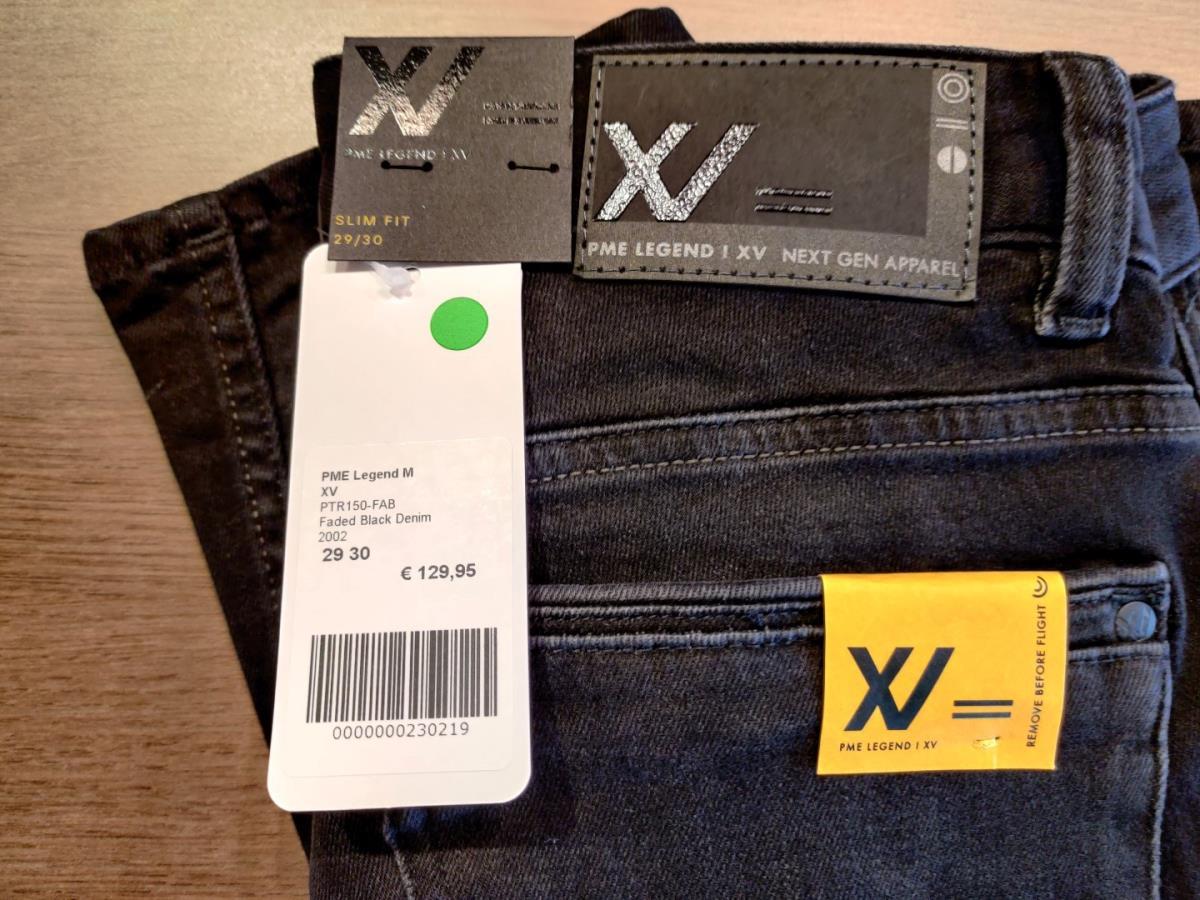 XV
PME LEGEND | XV
SLIM FIT
29/30
XV
PME LEGEND | XV NEXT GEN APPAREL
PME Legend M
XV
PTR150-FAB
Faded Black Denim
2002
29 30
€ 129,95
0000000230219
XV
PME LEGEND | XV
REMOVE BEFORE FLIGHT